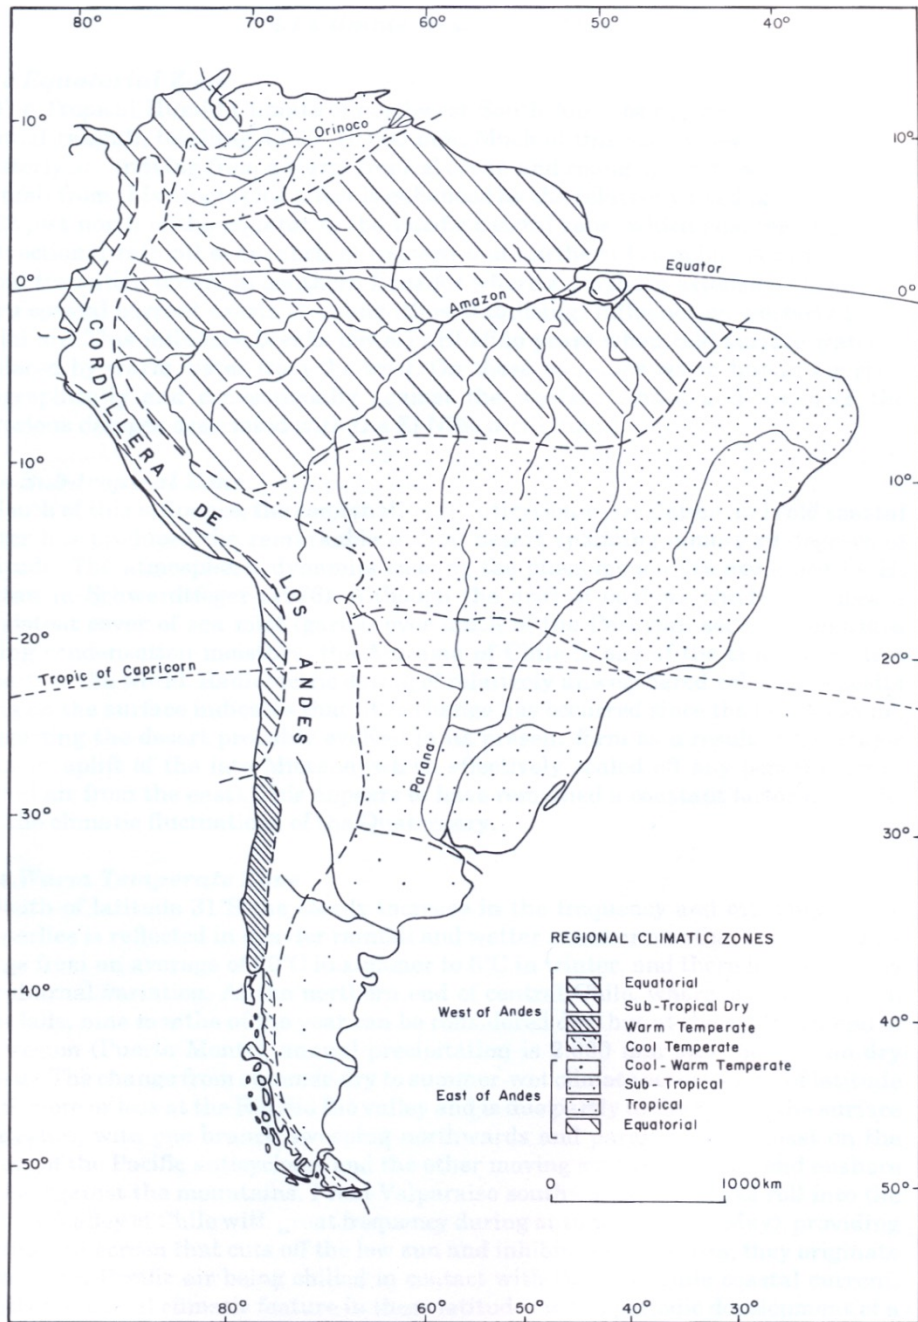 80° 70° 60° 50° 40°
10° 10°
Orinoco
Equator
0° 0°
Amazon
CORDILLERA DE LOS ANDES
10° 10°
20° 20°
Tropic of Capricorn
Parana
30° 30°
REGIONAL CLIMATIC ZONES
West of Andes
Equatorial
Sub-Tropical Dry
Warm Temperate
Cool Temperate
East of Andes
Cool-Warm Temperate
Sub-Tropical
Tropical
Equatorial
40° 40°
0 1000km
50° 50°
80° 70° 60° 50° 40° 30°